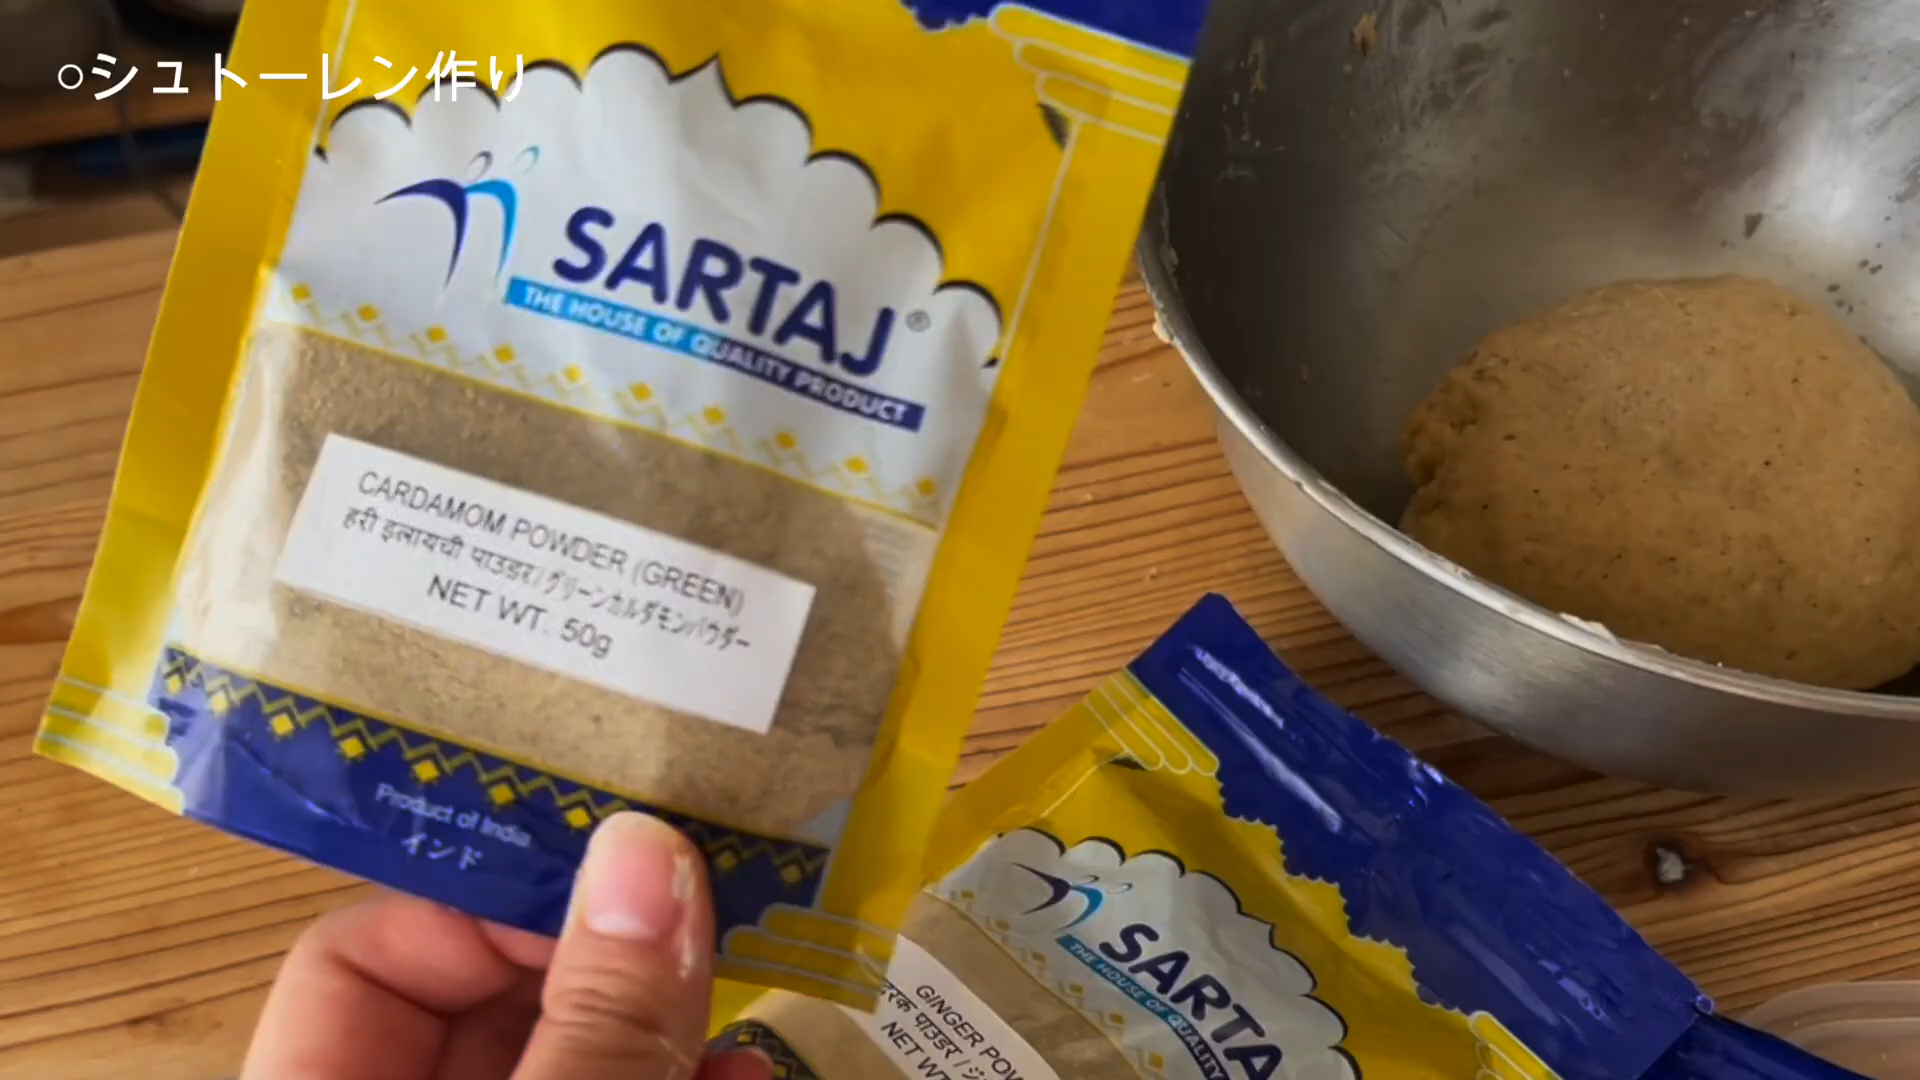 ○シュトーレン作り
SARTAJ®
THE HOUSE OF QUALITY PRODUCT
CARDAMOM POWDER (GREEN)
हरी इलायची पाउडर/グリーンカルダモンパウダー
NET WT. 50g
Product of India
インド
SARTA
THE HOUSE OF QUALITY
GINGER POW
NET WT